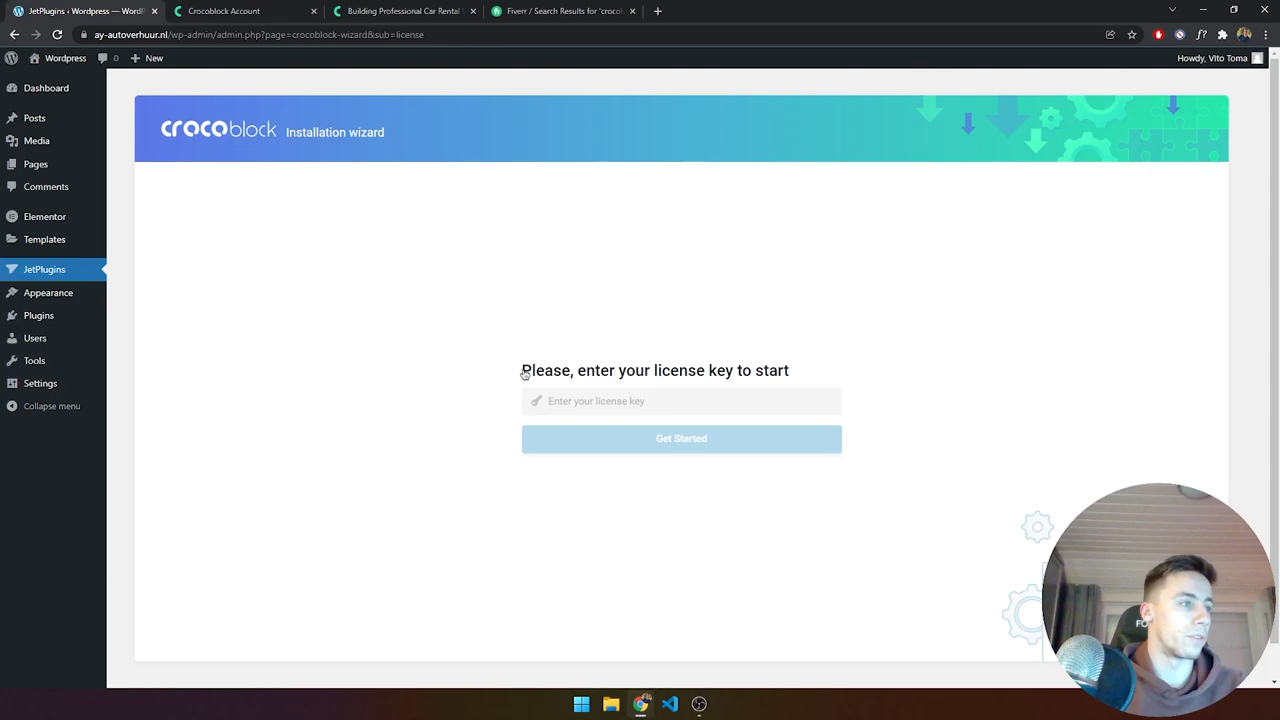 JetPlugins ‹ Wordpress — WordP
Crocoblock Account
Building Professional Car Rental
Fiverr / Search Results for 'croco
ay-autoverhuur.nl/wp-admin/admin.php?page=crocoblock-wizard&sub=license
Wordpress
0
New
Howdy, Vito Toma
Dashboard
Posts
Media
Pages
Comments
Elementor
Templates
JetPlugins
Appearance
Plugins
Users
Tools
Settings
Collapse menu
crocoblock Installation wizard
Please, enter your license key to start
Enter your license key
Get Started
FO